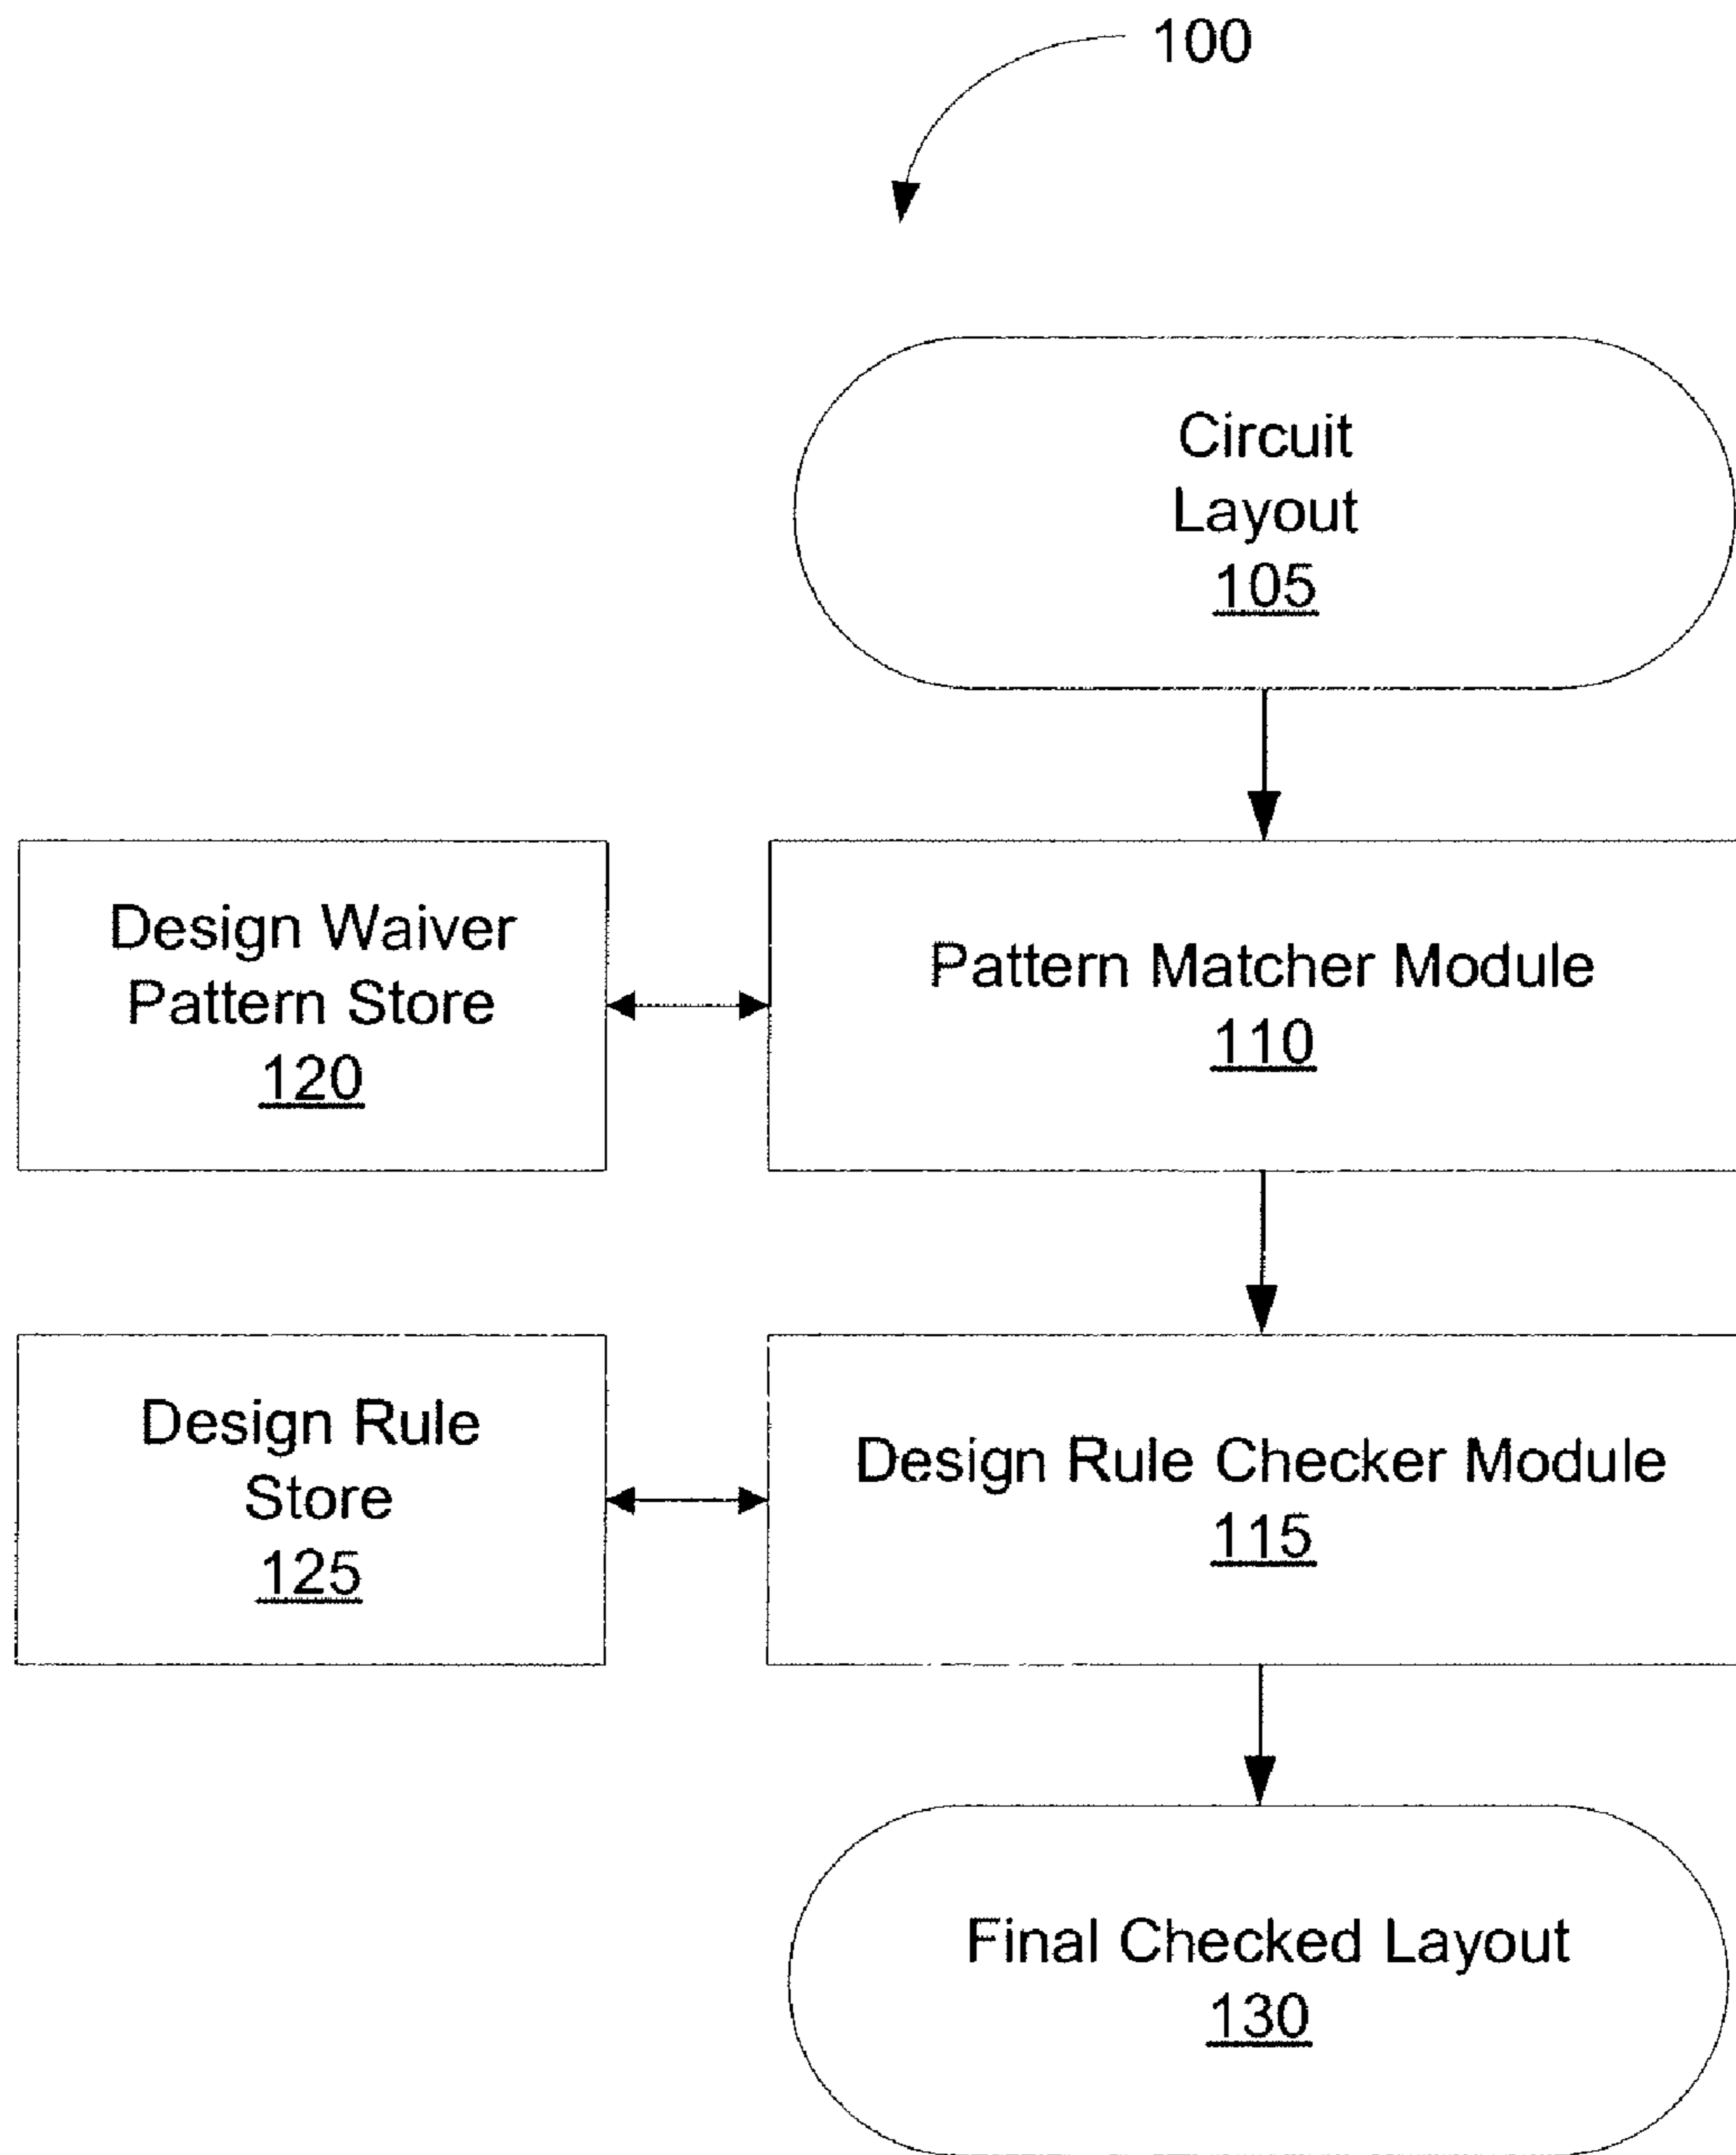 100
Circuit
Layout
105
Design Waiver
Pattern Store
120
Pattern Matcher Module
110
Design Rule
Store
125
Design Rule Checker Module
115
Final Checked Layout
130